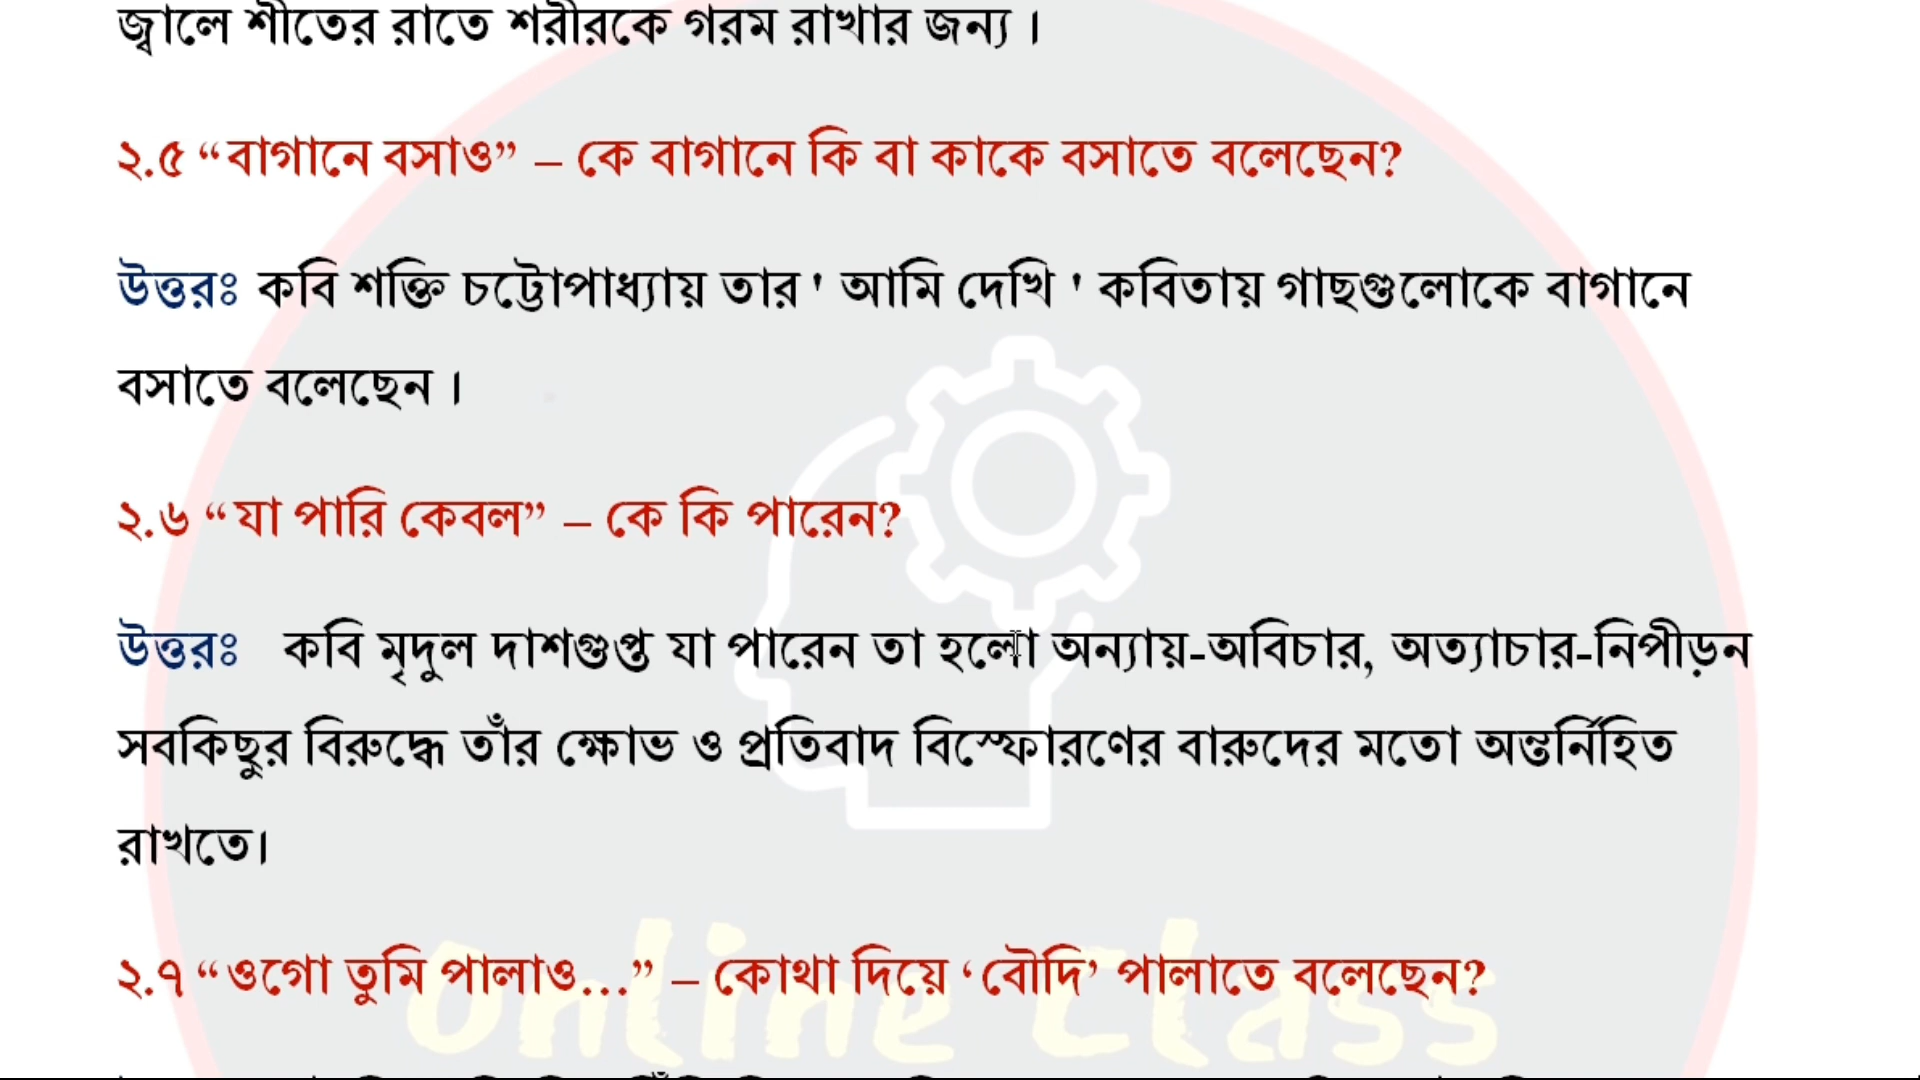 জ্বালে শীতের রাতে শরীরকে গরম রাখার জন্য ।
২.৫ “বাগানে বসাও” – কে বাগানে কি বা কাকে বসাতে বলেছেন?
উত্তরঃ কবি শক্তি চট্টোপাধ্যায় তার ' আমি দেখি ' কবিতায় গাছগুলোকে বাগানে
বসাতে বলেছেন ।
২.৬ “যা পারি কেবল” – কে কি পারেন?
উত্তরঃ কবি মৃদুল দাশগুপ্ত যা পারেন তা হলো অন্যায়-অবিচার, অত্যাচার-নিপীড়ন
সবকিছুর বিরুদ্ধে তাঁর ক্ষোভ ও প্রতিবাদ বিস্ফোরণের বারুদের মতো অন্তর্নিহিত
রাখতে।
২.৭ “ওগো তুমি পালাও...” – কোথা দিয়ে ‘বৌদি’ পালাতে বলেছেন?
Online Class